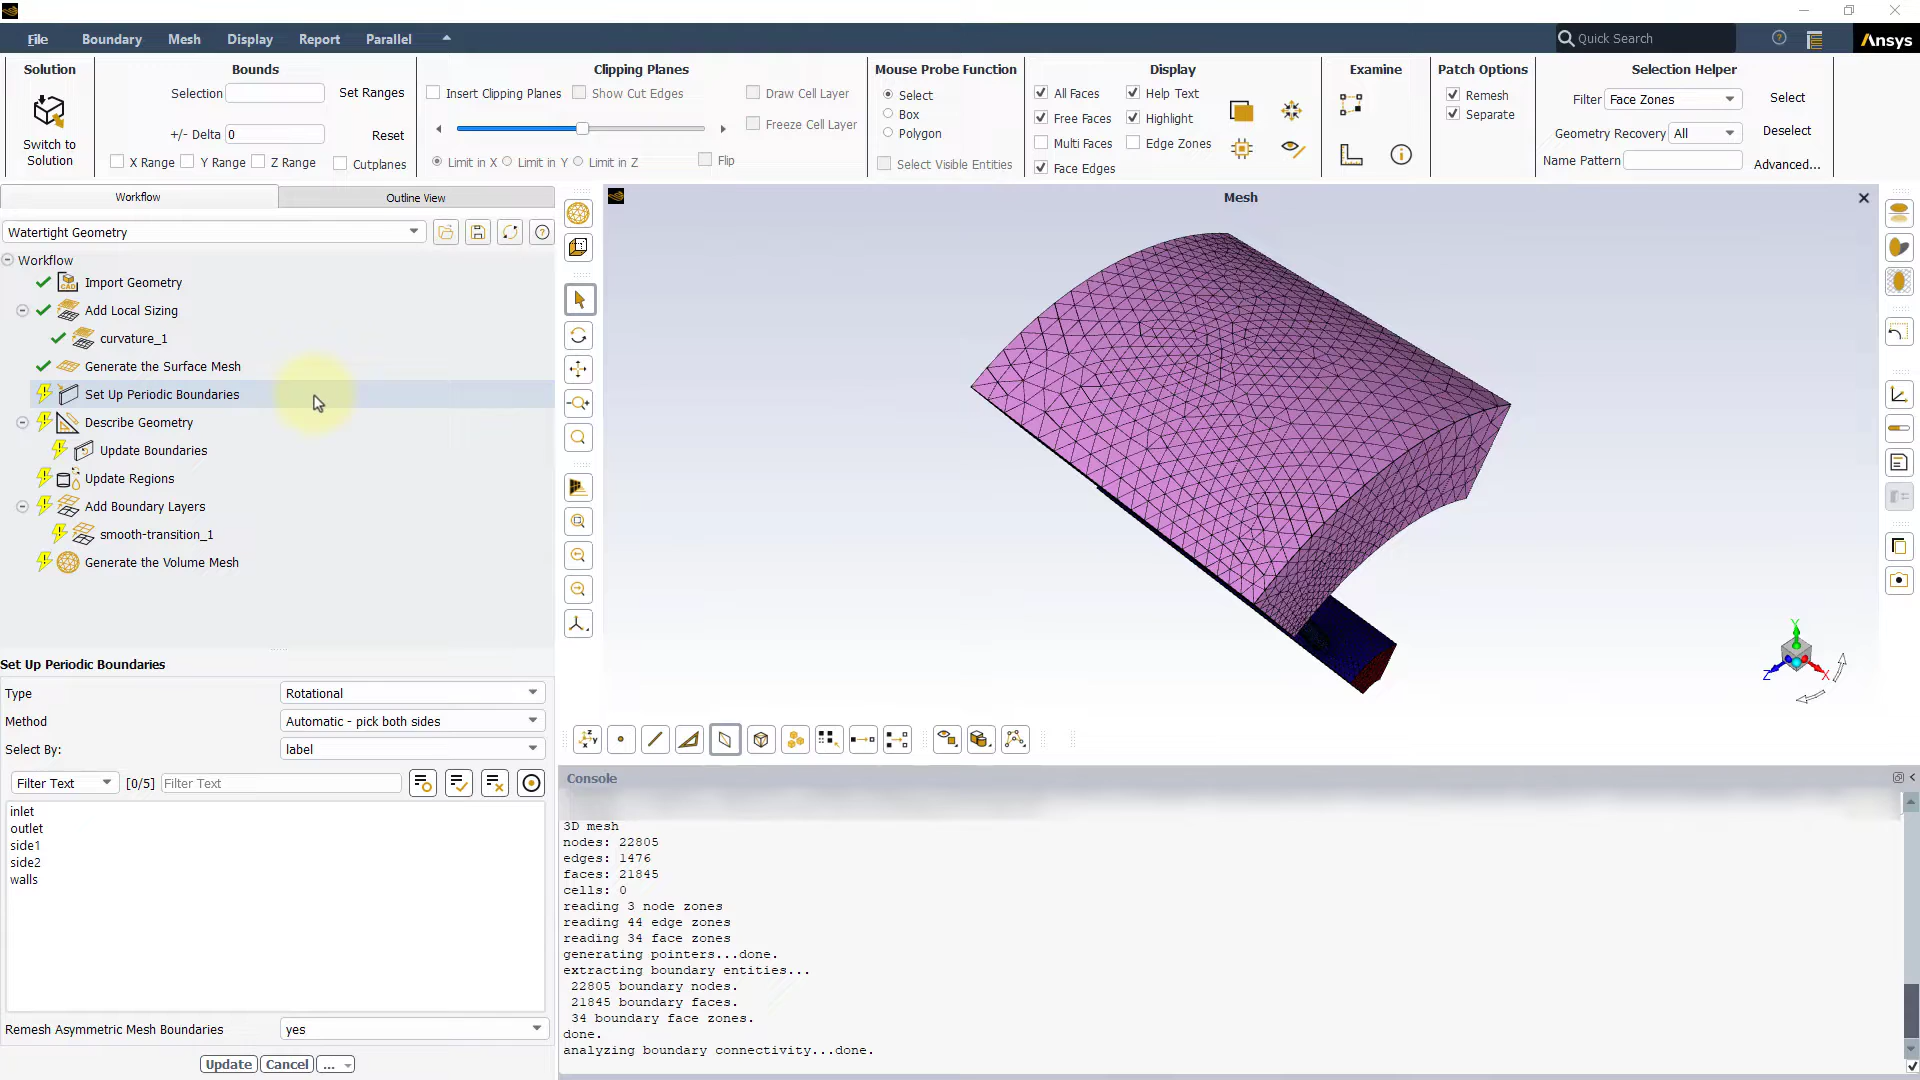 File Boundary Mesh Display Report Parallel Quick Search Ansys
Solution Bounds Clipping Planes Mouse Probe Function Display Examine Patch Options Selection Helper
Selection Set Ranges Insert Clipping Planes Show Cut Edges Draw Cell Layer Select All Faces Help Text Remesh Filter Face Zones Select
Box Free Faces Highlight Separate
+/- Delta 0 Reset Freeze Cell Layer Polygon Geometry Recovery All Deselect
Switch to Solution Multi Faces Edge Zones
X Range Y Range Z Range Cutplanes Limit in X Limit in Y Limit in Z Flip Select Visible Entities Face Edges Name Pattern Advanced...
Workflow Outline View Mesh
Watertight Geometry
Workflow
Import Geometry
Add Local Sizing
curvature_1
Generate the Surface Mesh
Set Up Periodic Boundaries
Describe Geometry
Update Boundaries
Update Regions
Add Boundary Layers
smooth-transition_1
Generate the Volume Mesh
Y
Z X
Set Up Periodic Boundaries
Type Rotational
Method Automatic - pick both sides
Select By: label
Filter Text [0/5] Filter Text
inlet
outlet
side1
side2
walls
Remesh Asymmetric Mesh Boundaries yes
Update Cancel ...
Console
3D mesh
nodes: 22805
edges: 1476
faces: 21845
cells: 0
reading 3 node zones
reading 44 edge zones
reading 34 face zones
generating pointers...done.
extracting boundary entities...
22805 boundary nodes.
21845 boundary faces.
34 boundary face zones.
done.
analyzing boundary connectivity...done.